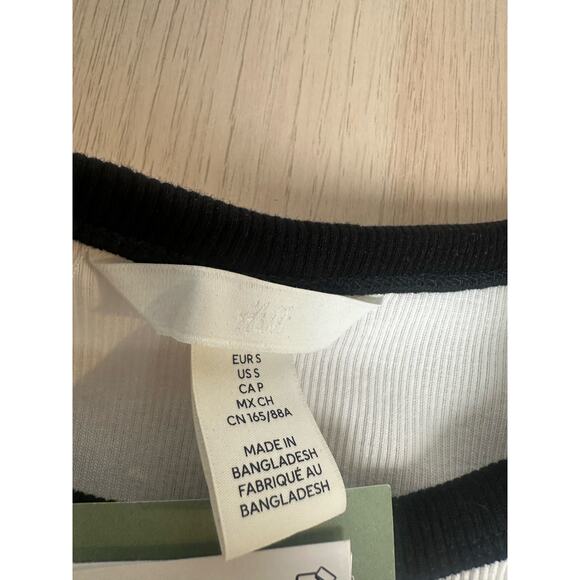 H&M
EUR S
US S
CA P
MX CH
CN 165/88A
MADE IN
BANGLADESH
FABRIQUÉ AU
BANGLADESH